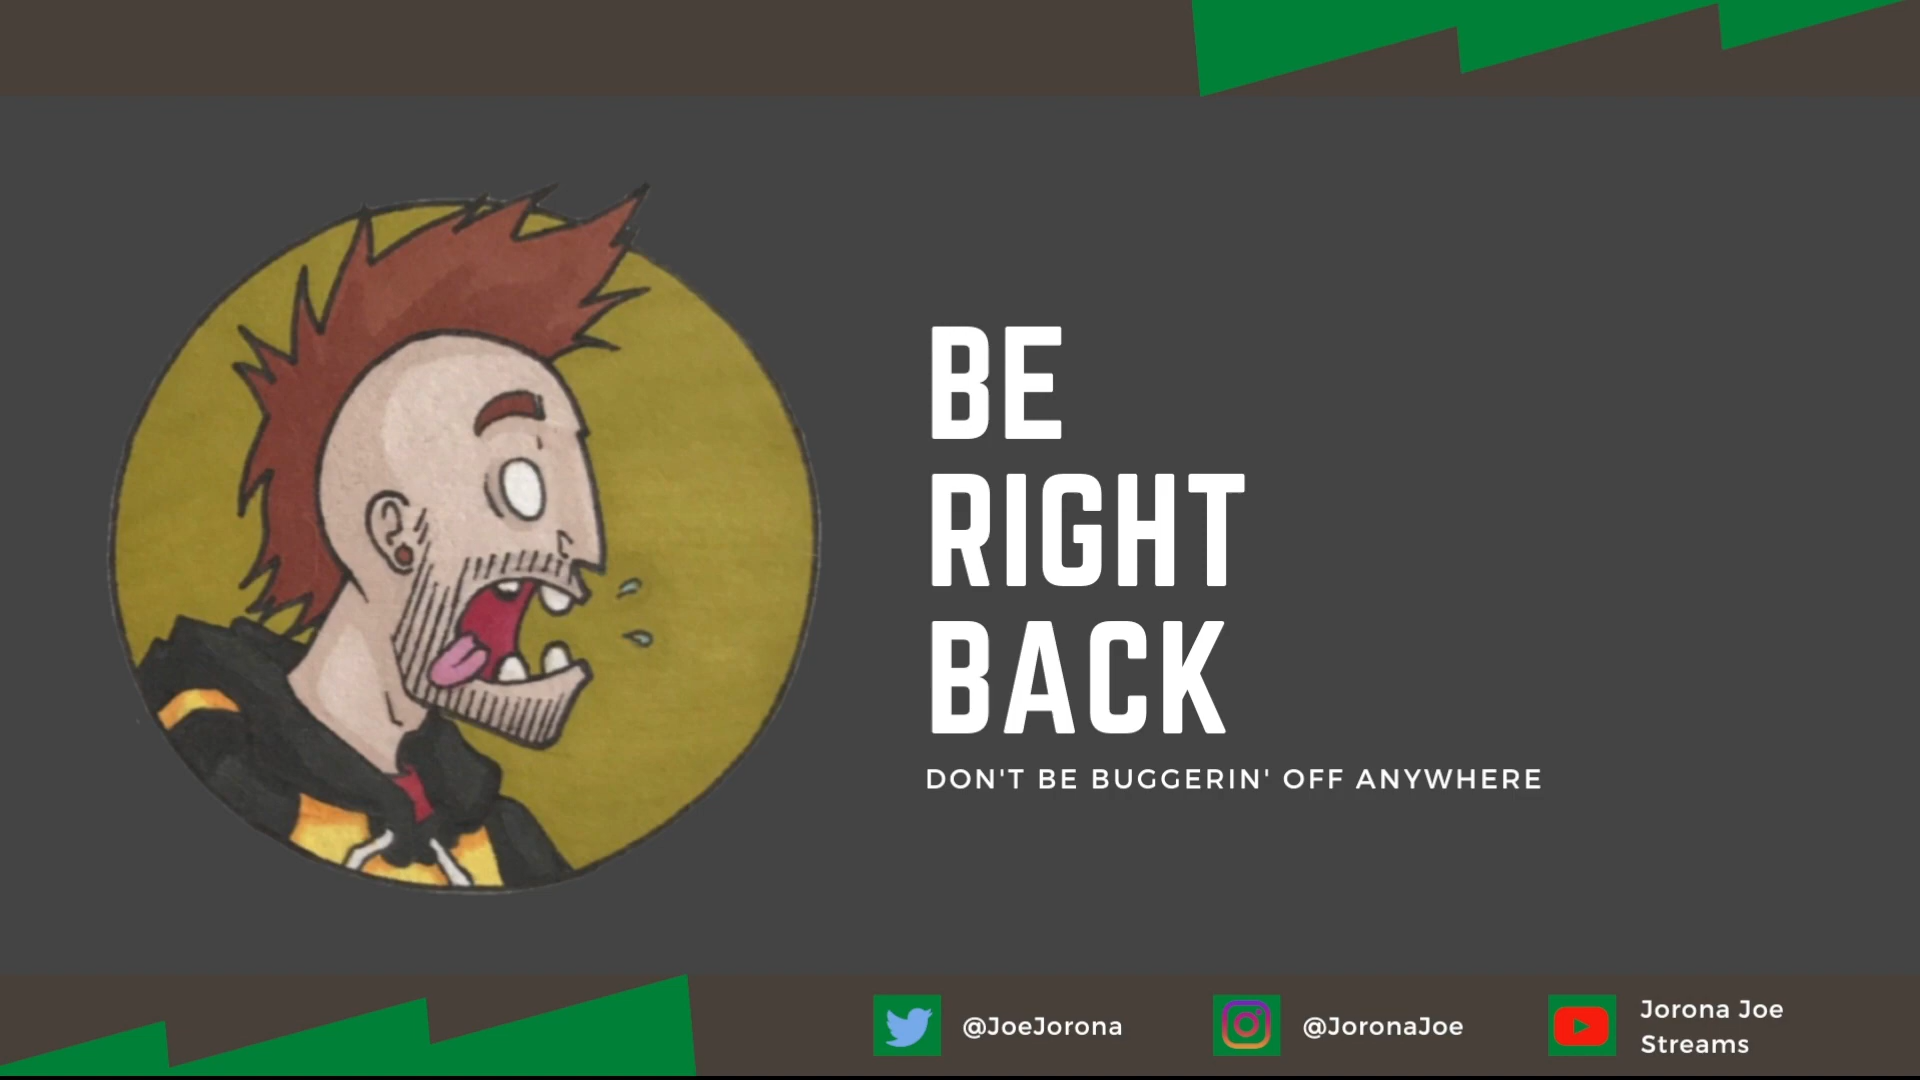 BE
RIGHT
BACK
DON'T BE BUGGERIN' OFF ANYWHERE
@JoeJorona
@JoronaJoe
Jorona Joe
Streams